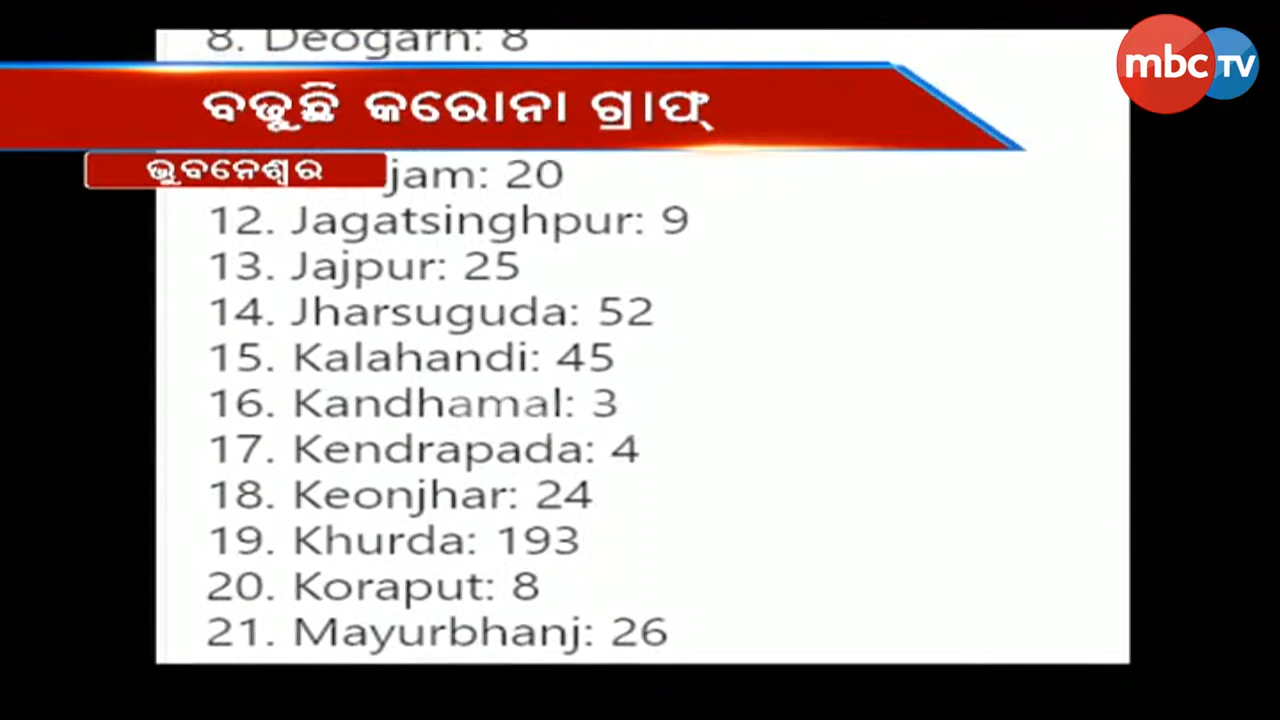 8. Deogarh: 8
mbc TV
ବଢୁଛି କରୋନା ଗ୍ରାଫ୍
ଭୁବନେଶ୍ୱର
jam: 20
12. Jagatsinghpur: 9
13. Jajpur: 25
14. Jharsuguda: 52
15. Kalahandi: 45
16. Kandhamal: 3
17. Kendrapada: 4
18. Keonjhar: 24
19. Khurda: 193
20. Koraput: 8
21. Mayurbhanj: 26